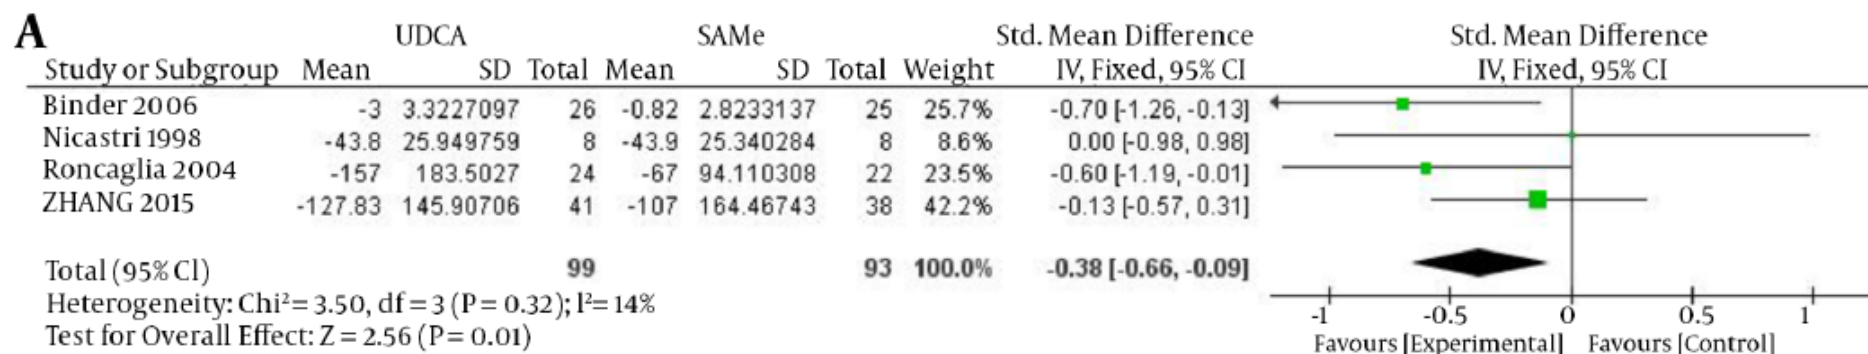 A
UDCA SAMe Std. Mean Difference Std. Mean Difference
Study or Subgroup Mean SD Total Mean SD Total Weight IV, Fixed, 95% CI IV, Fixed, 95% CI
Binder 2006 -3 3.3227097 26 -0.82 2.8233137 25 25.7% -0.70 [-1.26, -0.13]
Nicastri 1998 -43.8 25.949759 8 -43.9 25.340284 8 8.6% 0.00 [-0.98, 0.98]
Roncaglia 2004 -157 183.5027 24 -67 94.110308 22 23.5% -0.60 [-1.19, -0.01]
ZHANG 2015 -127.83 145.90706 41 -107 164.46743 38 42.2% -0.13 [-0.57, 0.31]
Total (95% Cl) 99 93 100.0% -0.38 [-0.66, -0.09]
Heterogeneity: Chi² = 3.50, df = 3 (P = 0.32); l² = 14%
Test for Overall Effect: Z = 2.56 (P = 0.01)
-1 -0.5 0 0.5 1
Favours [Experimental] Favours [Control]